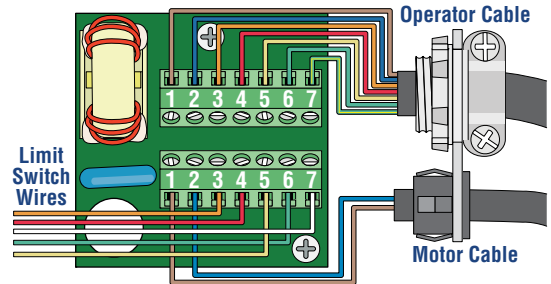 Operator Cable
1 2 3 4 5 6 7
Limit
Switch
Wires
1 2 3 4 5 6 7
Motor Cable